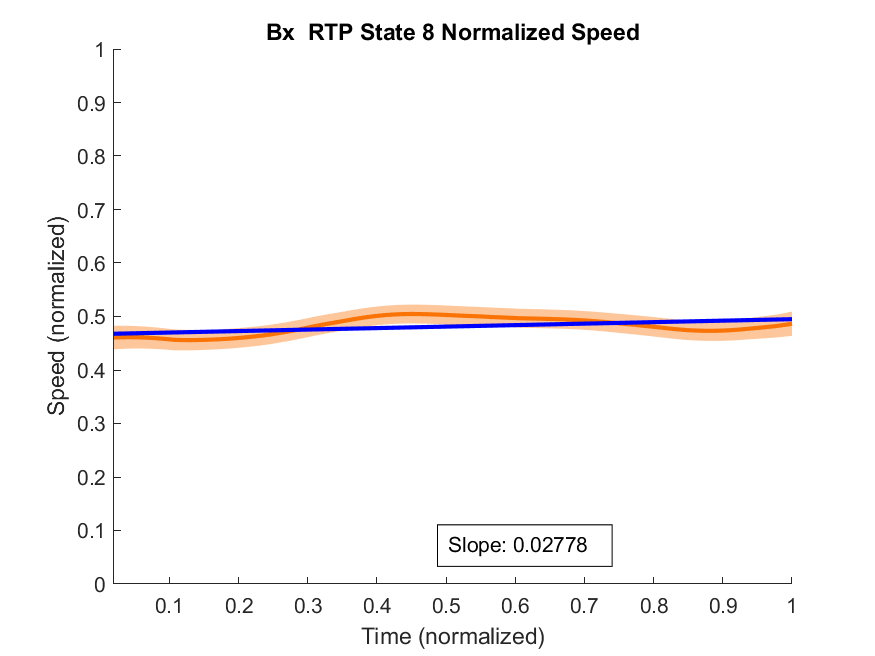 Bx  RTP State 8 Normalized Speed
1
0.9
0.8
0.7
0.6
0.5
0.4
0.3
0.2
0.1
0
Speed (normalized)
Slope: 0.02778
0.1 0.2 0.3 0.4 0.5 0.6 0.7 0.8 0.9 1
Time (normalized)